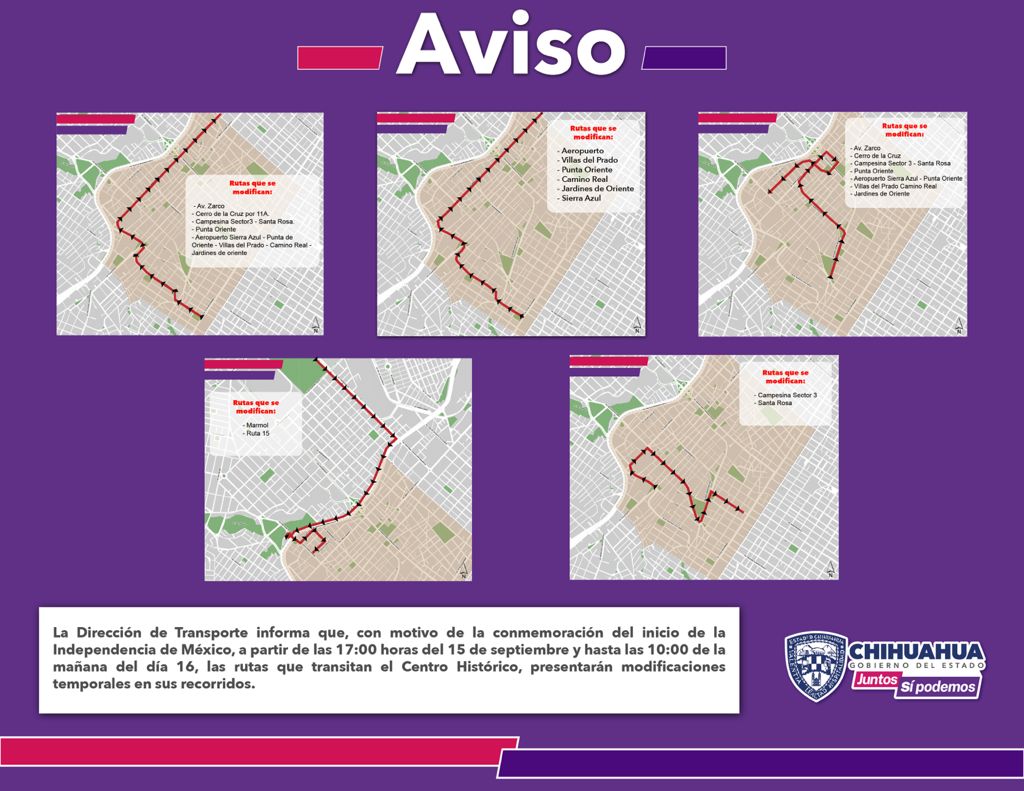 Aviso
Rutas que se
modifican:
- Av. Zarco
- Cerro de la Cruz por 11A.
- Campesina Sector3 - Santa Rosa.
- Punta Oriente
- Aeropuerto Sierra Azul - Punta de
Oriente - Villas del Prado - Camino Real -
Jardines de oriente
N
Rutas que se
modifican:
- Aeropuerto
- Villas del Prado
- Punta Oriente
- Camino Real
- Jardines de Oriente
- Sierra Azul
N
Rutas que se
modifican:
- Av. Zarco
- Cerro de la Cruz
- Campesina Sector 3 - Santa Rosa
- Punta Oriente
- Aeropuerto Sierra Azul - Punta Oriente
- Villas del Prado Camino Real
- Jardines de Oriente
N
Rutas que se
modifican:
- Marmol
- Ruta 15
N
Rutas que se
modifican:
- Campesina Sector 3
- Santa Rosa
N
La Dirección de Transporte informa que, con motivo de la conmemoración del inicio de la
Independencia de México, a partir de las 17:00 horas del 15 de septiembre y hasta las 10:00 de la
mañana del día 16, las rutas que transitan el Centro Histórico, presentarán modificaciones
temporales en sus recorridos.
CHIHUAHUA
GOBIERNO DEL ESTADO
Juntos
Sí podemos